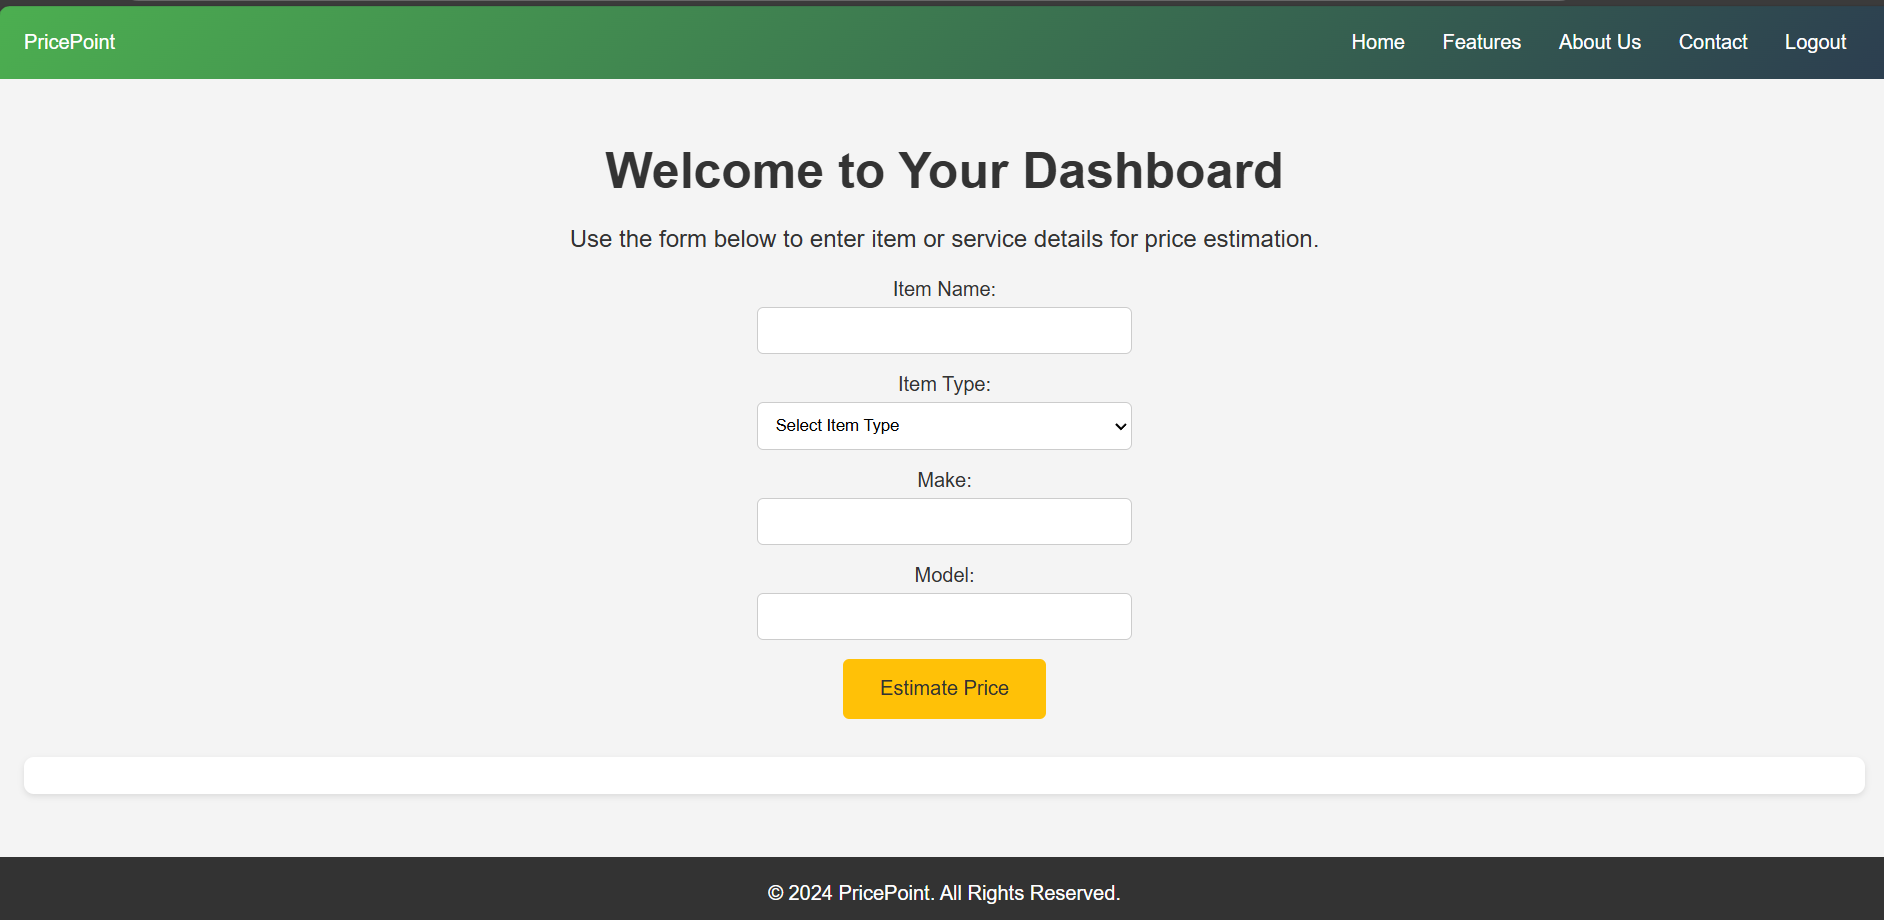 PricePoint
Home Features About Us Contact Logout
Welcome to Your Dashboard
Use the form below to enter item or service details for price estimation.
Item Name:
Item Type:
Select Item Type
Make:
Model:
Estimate Price
© 2024 PricePoint. All Rights Reserved.